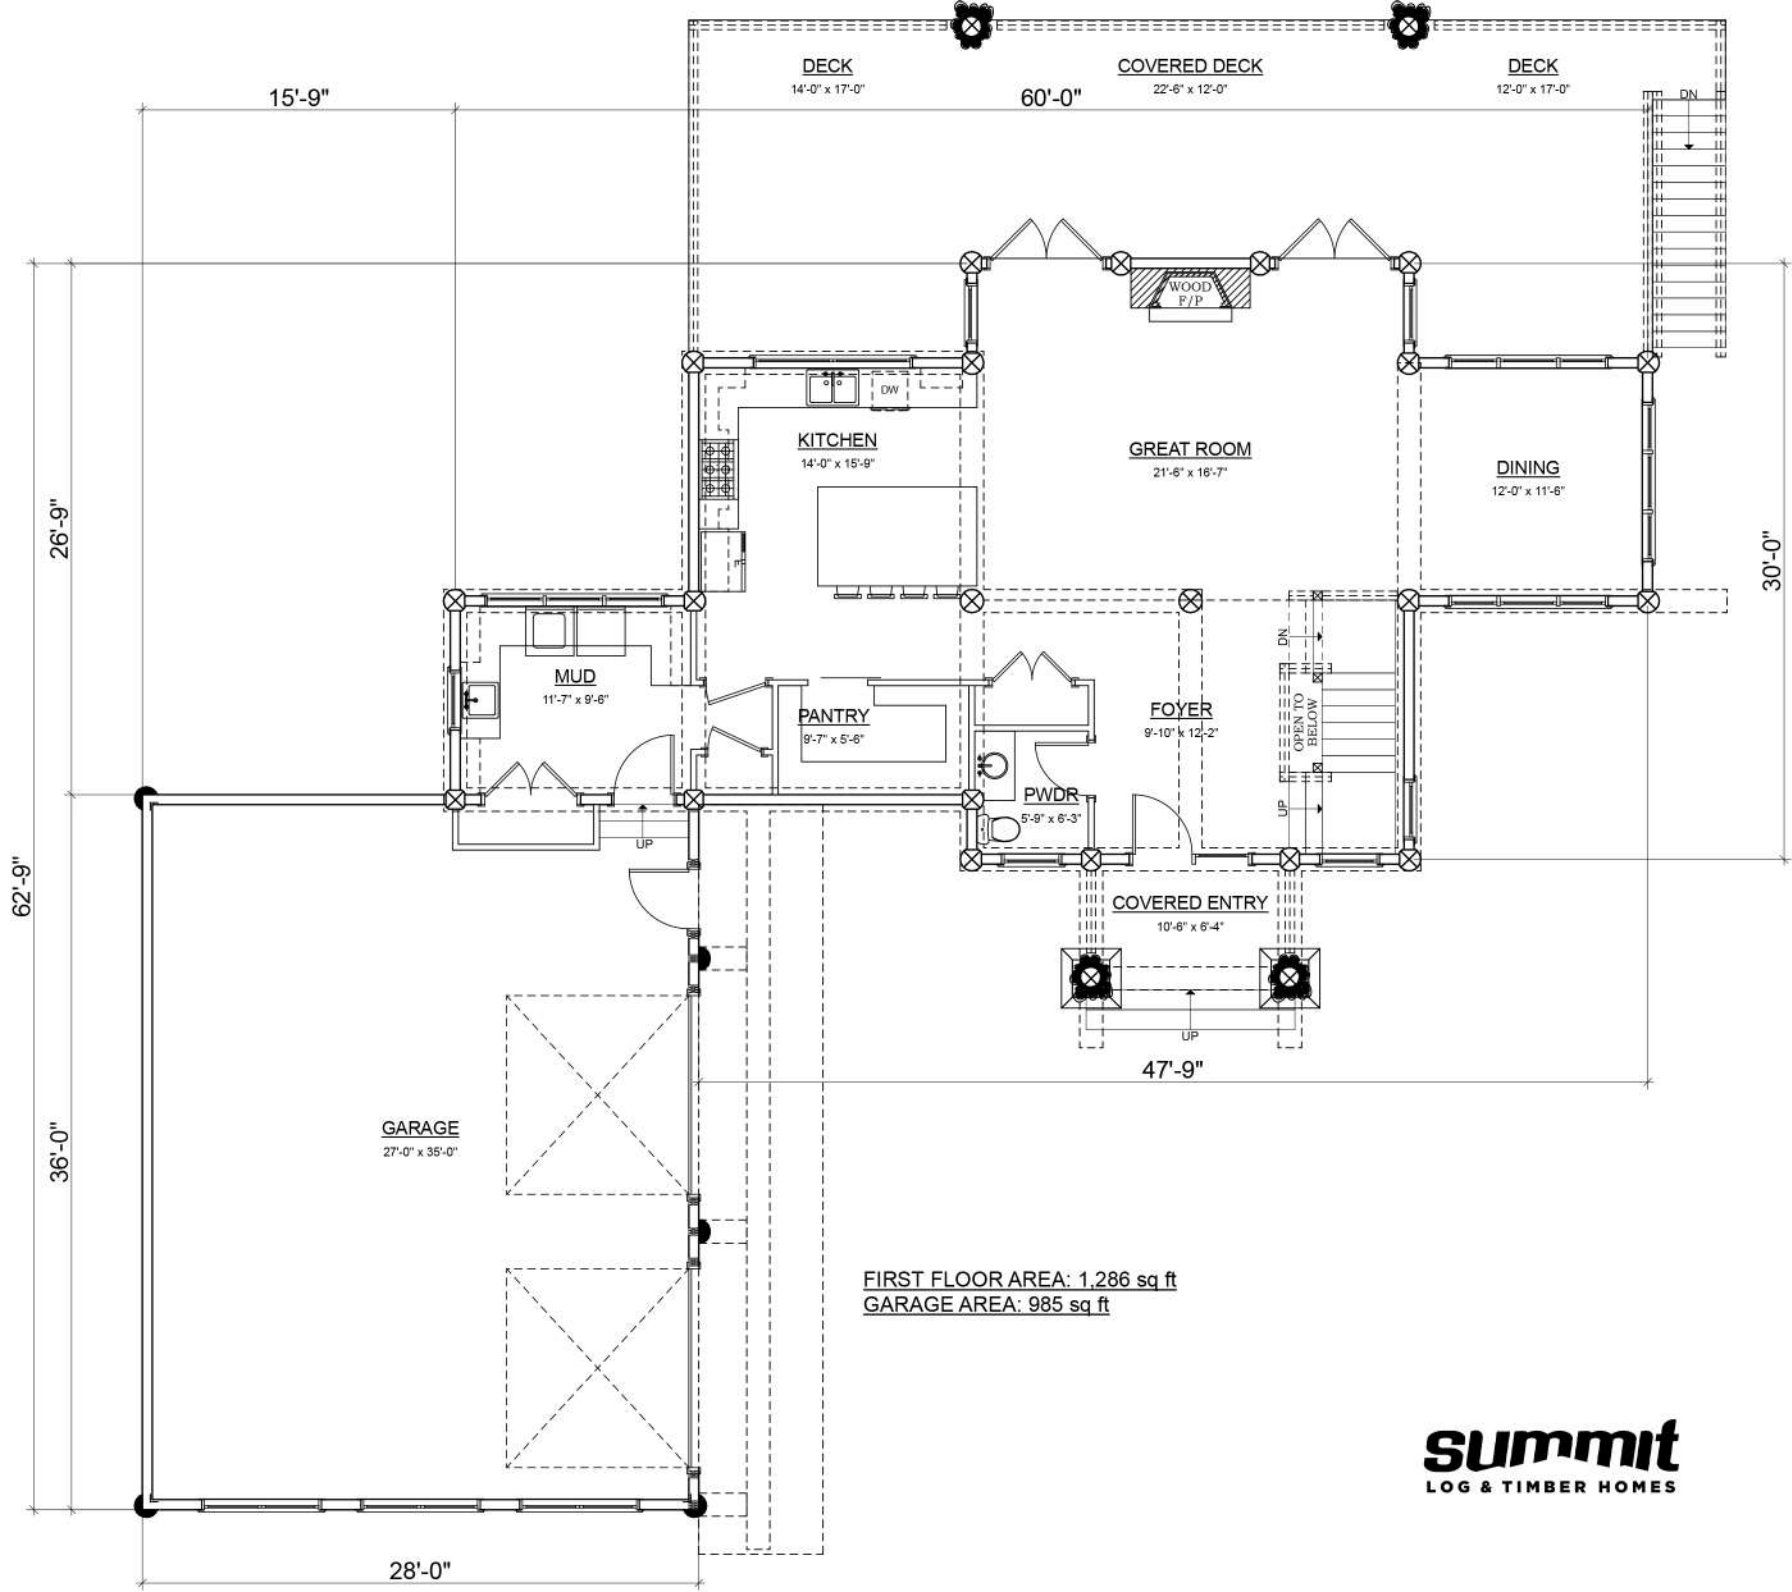 DECK
14'-0" x 17'-0"
COVERED DECK
22'-6" x 12'-0"
DECK
12'-0" x 17'-0"
15'-9"
60'-0"
DN
WOOD
F/P
DW
KITCHEN
14'-0" x 15'-9"
GREAT ROOM
21'-6" x 16'-7"
DINING
12'-0" x 11'-6"
26'-9"
30'-0"
DN
MUD
11'-7" x 9'-6"
PANTRY
9'-7" x 5'-6"
FOYER
9'-10" x 12'-2"
OPEN TO
BELOW
PWDR
5'-9" x 6'-3"
UP
UP
62'-9"
COVERED ENTRY
10'-6" x 6'-4"
UP
47'-9"
36'-0"
GARAGE
27'-0" x 35'-0"
FIRST FLOOR AREA: 1,286 sq ft
GARAGE AREA: 985 sq ft
summit
LOG & TIMBER HOMES
28'-0"